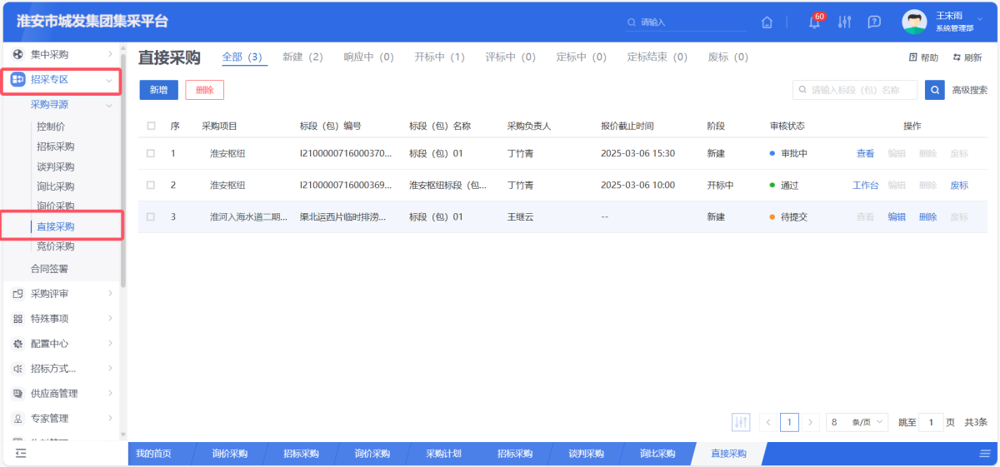 淮安市城发集团集采平台
请输入
60
王宋雨
系统管理部
集中采购
招采专区
采购寻源
控制价
招标采购
谈判采购
询比采购
询价采购
直接采购
竞价采购
合同签署
采购评审
特殊事项
配置中心
招标方式...
供应商管理
专家管理
直接采购 全部（3） 新建（2） 响应中（0） 开标中（1） 评标中（0） 定标中（0） 定标结束（0） 废标（0） 帮助 刷新
新增 删除 请输入标段（包）名称 高级搜索
序 采购项目 标段（包）编号 标段（包）名称 采购负责人 报价截止时间 阶段 审核状态 操作
1 淮安枢纽 I2100000716000370... 标段（包）01 丁竹青 2025-03-06 15:30 新建 审批中 查看 编辑 删除 废标
2 淮安枢纽 I2100000716000369... 淮安枢纽标段（包... 丁竹青 2025-03-06 10:00 开标中 通过 工作台 编辑 删除 废标
3 淮河入海水道二期... 渠北运西片临时排涝... 标段（包）01 王继云 -- 新建 待提交 查看 编辑 删除 废标
1 8 条/页 跳至 1 页 共3条
我的首页 询价采购 招标采购 询价采购 采购计划 招标采购 谈判采购 询比采购 直接采购